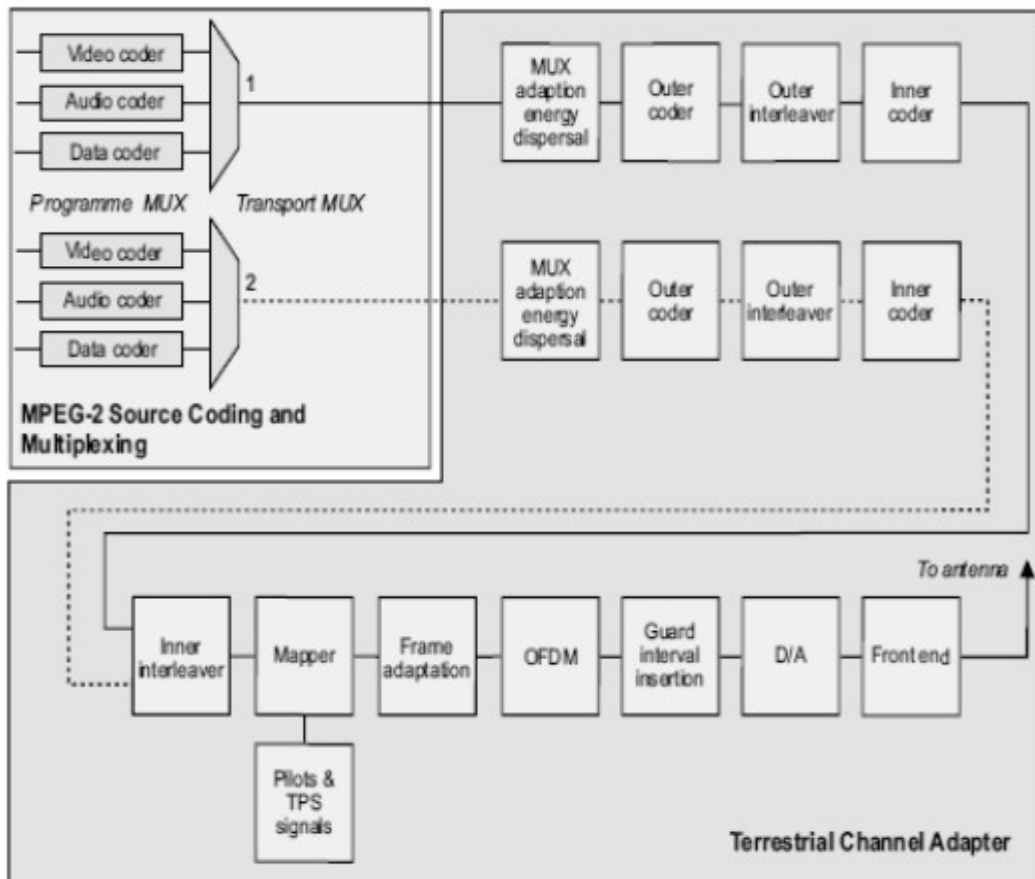 Video coder
Audio coder
Data coder
1
Programme MUX
Transport MUX
Video coder
Audio coder
Data coder
2
MPEG-2 Source Coding and
Multiplexing
MUX
adaption
energy
dispersal
Outer
coder
Outer
interleaver
Inner
coder
MUX
adaption
energy
dispersal
Outer
coder
Outer
interleaver
Inner
coder
To antenna
Inner
interleaver
Mapper
Frame
adaptation
OFDM
Guard
interval
insertion
D/A
Front end
Pilots &
TPS
signals
Terrestrial Channel Adapter